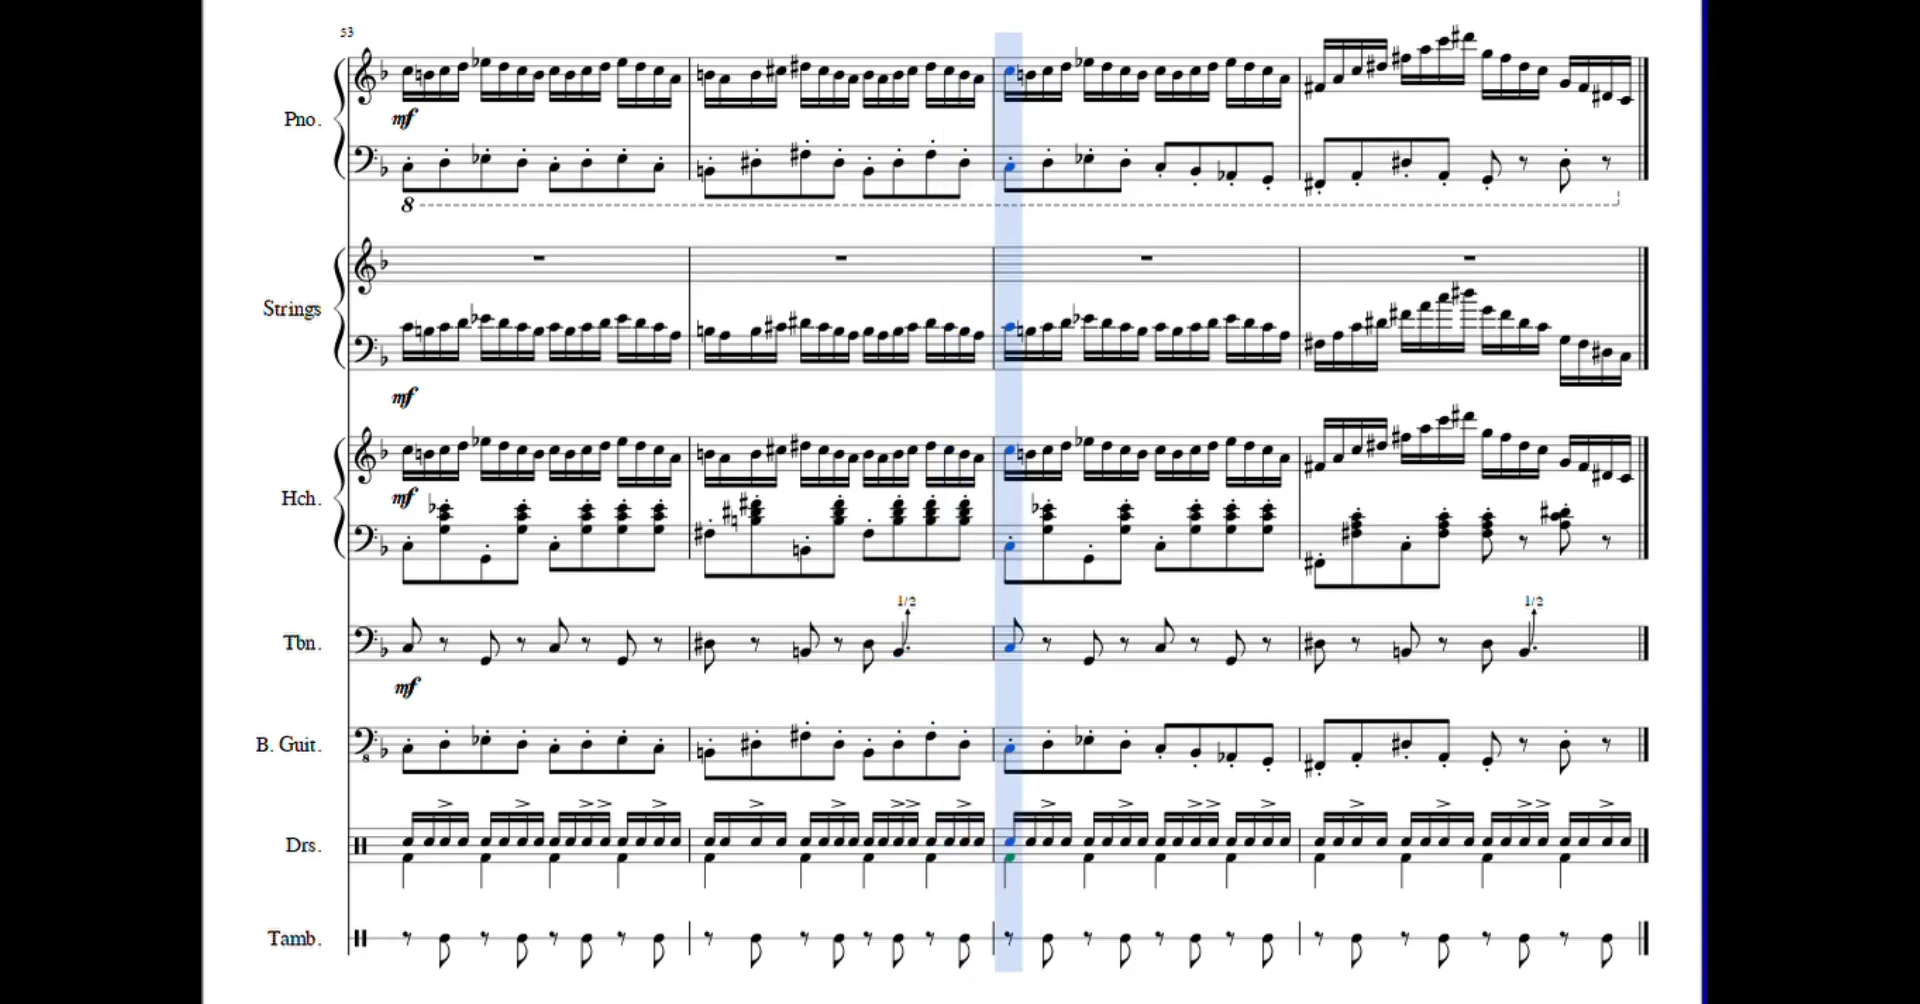 53
Pno.
mf
8
Strings
mf
Hch.
mf
1/2
1/2
Tbn.
mf
B. Guit.
8
Drs.
Tamb.